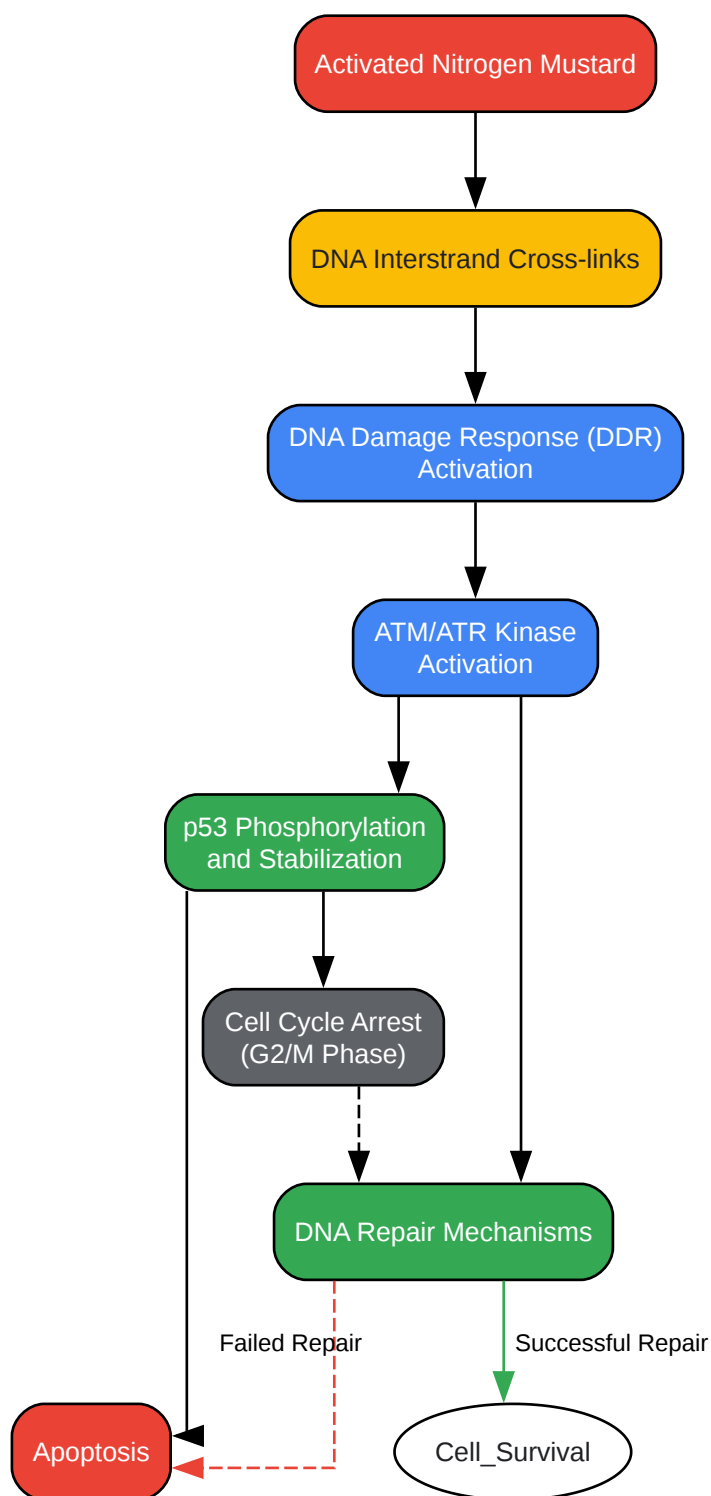 Activated Nitrogen Mustard
DNA Interstrand Cross-links
DNA Damage Response (DDR)
Activation
ATM/ATR Kinase
Activation
p53 Phosphorylation
and Stabilization
Cell Cycle Arrest
(G2/M Phase)
DNA Repair Mechanisms
Failed Repair
Successful Repair
Apoptosis
Cell_Survival